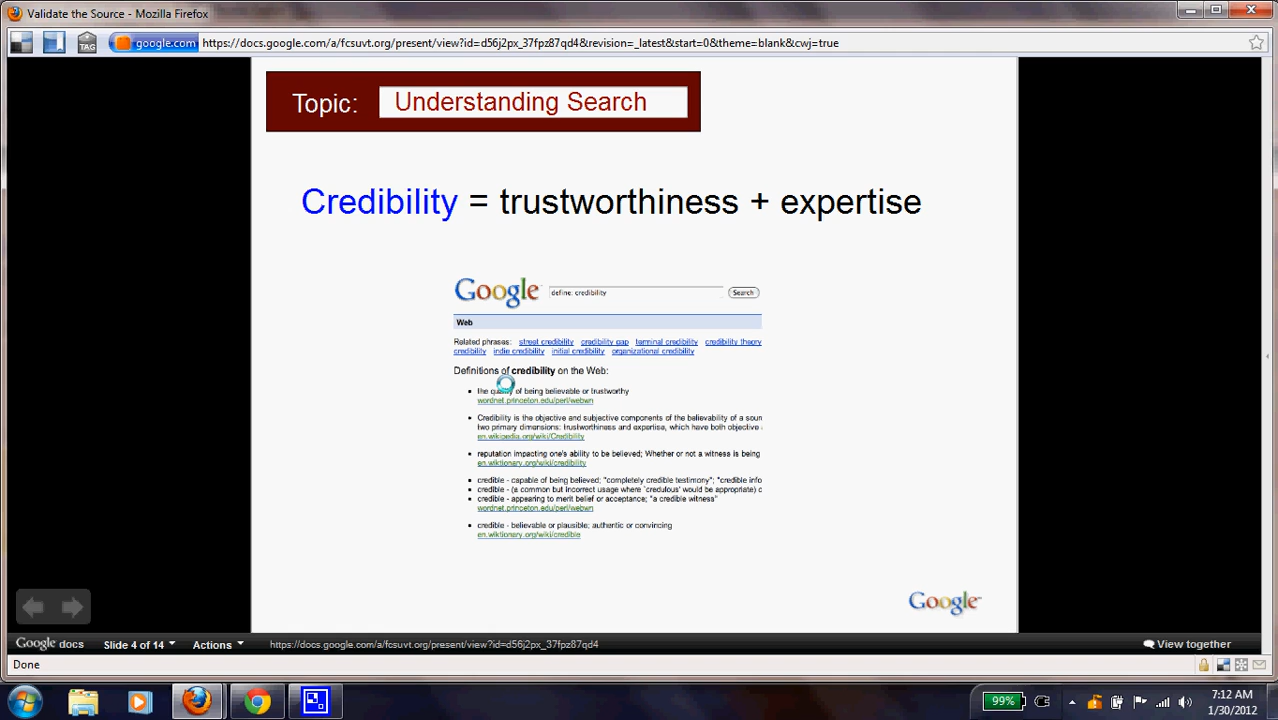 Validate the Source - Mozilla Firefox
TAG
google.com
https://docs.google.com/a/fcsuvt.org/present/view?id=d56j2px_37fpz87qd4&revision=_latest&start=0&theme=blank&cwj=true
Topic: Understanding Search
Credibility = trustworthiness + expertise
Google
define: credibility
Search
Web
Related phrases: street credibility credibility gap terminal credibility credibility theory
credibility indie credibility initial credibility organizational credibility
Definitions of credibility on the Web:
the of being believable or trustworthy
wordnet.princeton.edu/perl/webwn
Credibility is the objective and subjective components of the believability of a sour
two primary dimensions: trustworthiness and expertise, which have both objective
en.wikipedia.org/wiki/Credibility
reputation impacting one's ability to be believed; Whether or not a witness is being
en.wiktionary.org/wiki/credibility
credible - capable of being believed; "completely credible testimony"; "credible info
credible - (a common but incorrect usage where 'credulous' would be appropriate) c
credible - appearing to merit belief or acceptance; "a credible witness"
wordnet.princeton.edu/perl/webwn
credible - believable or plausible; authentic or convincing
en.wiktionary.org/wiki/credible
Google™
Google docs Slide 4 of 14 Actions https://docs.google.com/a/fcsuvt.org/present/view?id=d56j2px_37fpz87qd4 View together
Done
99%
7:12 AM
1/30/2012